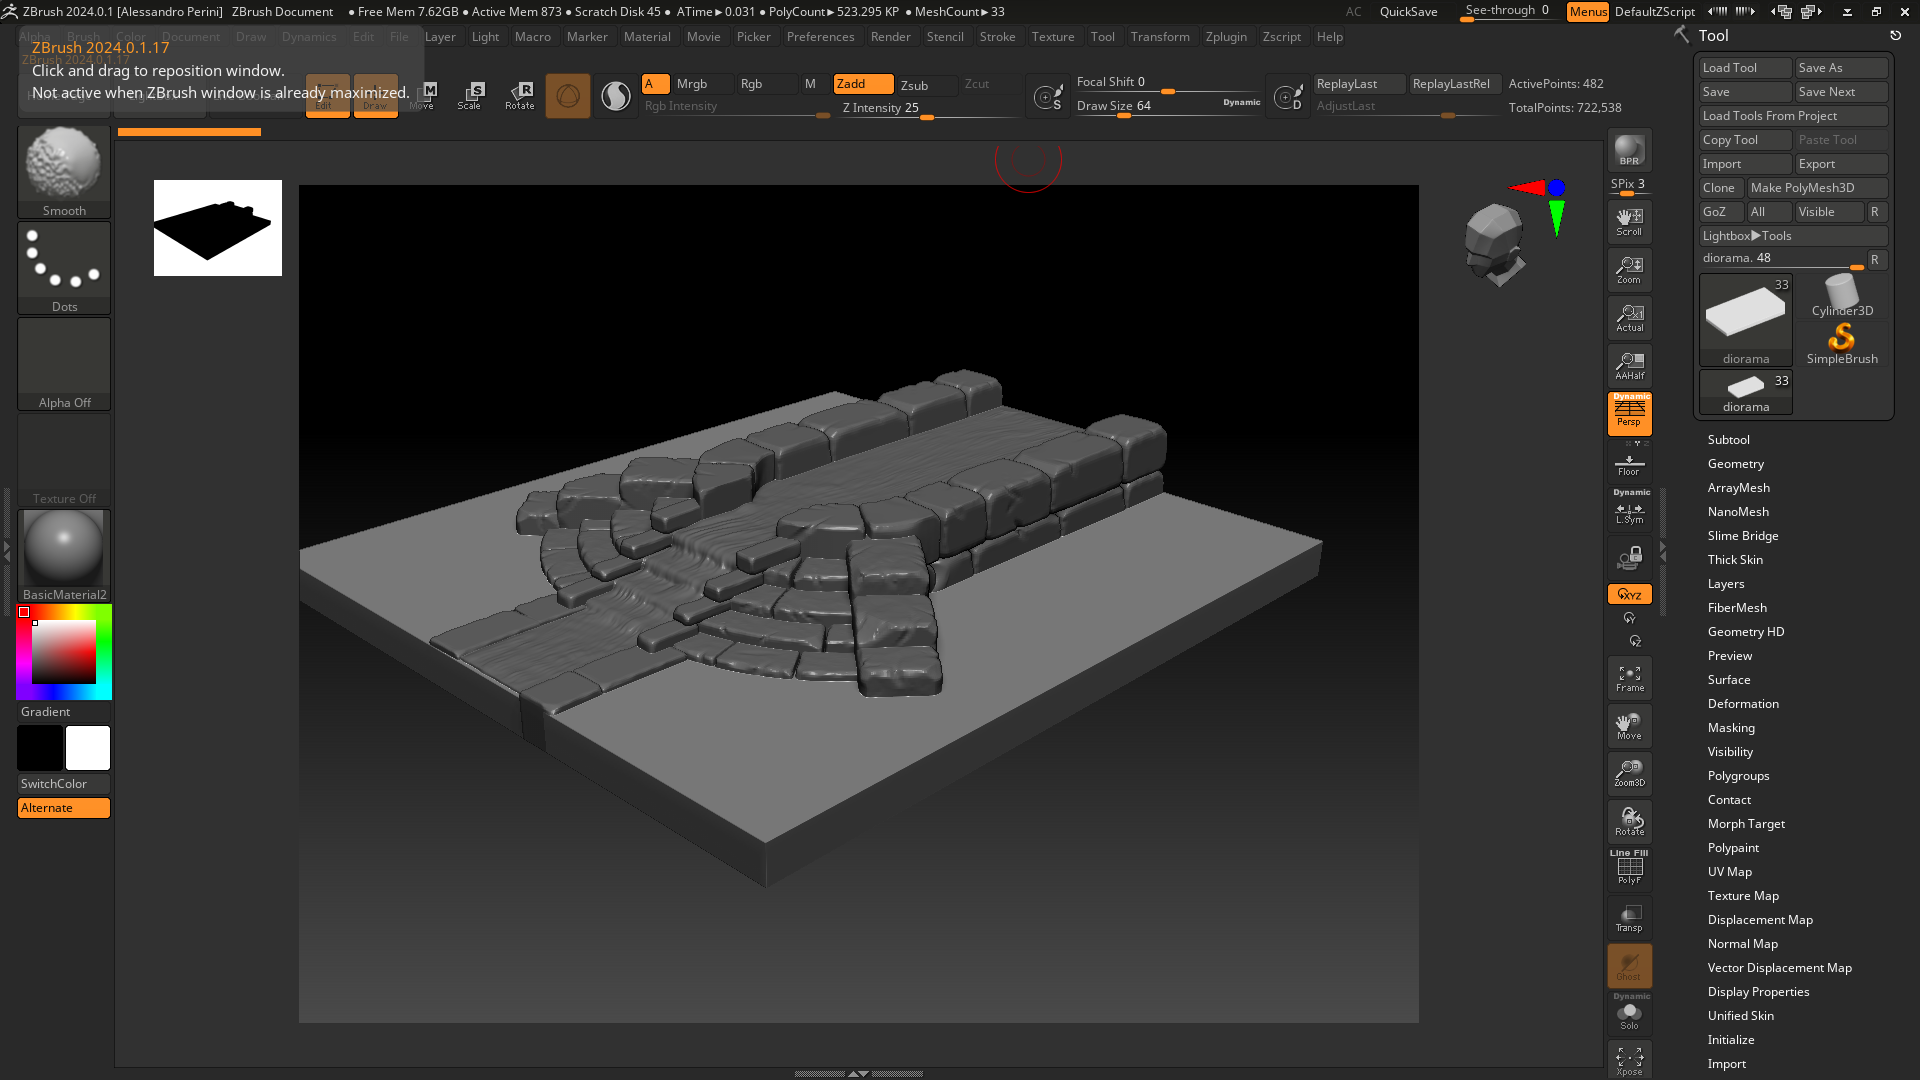 ZBrush 2024.0.1 [Alessandro Perini] ZBrush Document ● Free Mem 7.62GB ● Active Mem 873 ● Scratch Disk 45 ● ATime►0.031 ● PolyCount►523.295 KP ● MeshCount►33 AC QuickSave See-through 0 Menus DefaultZScript
Alpha Brush Color Document Draw Dynamics Edit File Layer Light Macro Marker Material Movie Picker Preferences Render Stencil Stroke Texture Tool Transform Zplugin Zscript Help
ZBrush 2024.0.1.17
ZBrush 2024.0.1.17
Click and drag to reposition window.
Not active when ZBrush window is already maximized.
Edit Draw Move Scale Rotate
A Mrgb Rgb M Zadd Zsub Zcut
Rgb Intensity Z Intensity 25
Focal Shift 0
Draw Size 64 Dynamic
S D
ReplayLast ReplayLastRel
AdjustLast
ActivePoints: 482
TotalPoints: 722,538
Smooth
Dots
Alpha Off
Texture Off
BasicMaterial2
Gradient
SwitchColor
Alternate
BPR
SPix 3
Scroll
Zoom
Actual
AAHalf
Dynamic
Persp
Floor
Dynamic
L.Sym
XYZ
Y
Z
Frame
Move
Zoom3D
Rotate
Line Fill
PolyF
Transp
Ghost
Dynamic
Solo
Xpose
Tool
Load Tool Save As
Save Save Next
Load Tools From Project
Copy Tool Paste Tool
Import Export
Clone Make PolyMesh3D
GoZ All Visible R
Lightbox►Tools
diorama. 48 R
33
Cylinder3D
diorama
SimpleBrush
33
diorama
Subtool
Geometry
ArrayMesh
NanoMesh
Slime Bridge
Thick Skin
Layers
FiberMesh
Geometry HD
Preview
Surface
Deformation
Masking
Visibility
Polygroups
Contact
Morph Target
Polypaint
UV Map
Texture Map
Displacement Map
Normal Map
Vector Displacement Map
Display Properties
Unified Skin
Initialize
Import